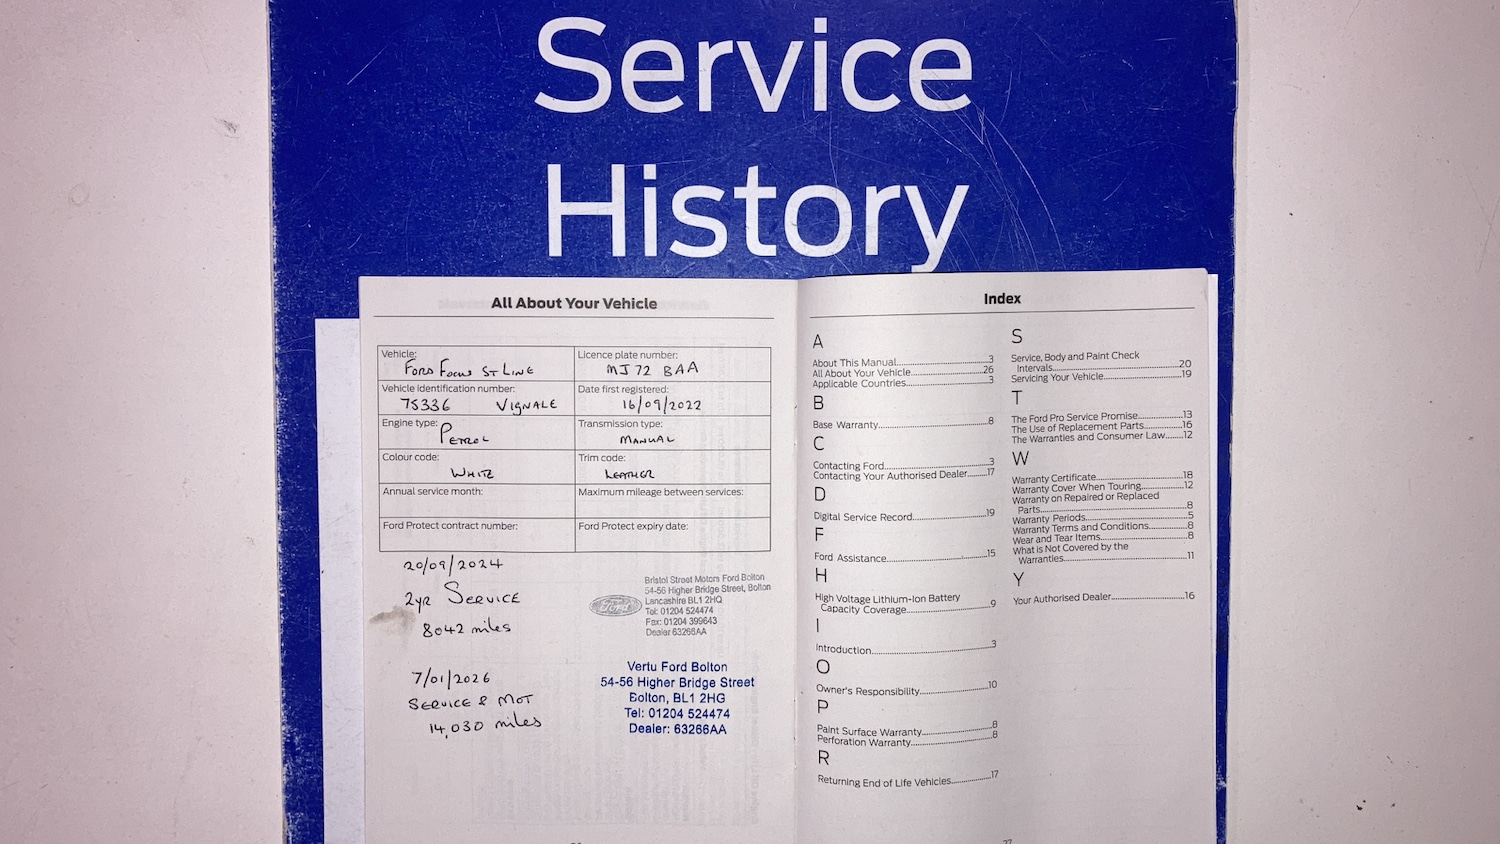 Service
History
All About Your Vehicle
Vehicle:
Ford Focus ST LINE
Licence plate number:
MJ72 BAA
Vehicle identification number:
75336 VIGNALE
Date first registered:
16/09/2022
Engine type:
PETROL
Transmission type:
MANUAL
Colour code:
WHITE
Trim code:
LEATHER
Annual service month:
Maximum mileage between services:
Ford Protect contract number:
Ford Protect expiry date:
20/09/2024
2yr SERVICE
8042 miles
Ford
Bristol Street Motors Ford Bolton
54-56 Higher Bridge Street, Bolton
Lancashire BL1 2HQ
Tel: 01204 524474
Fax: 01204 399643
Dealer 63266AA
7/01/2026
SERVICE & MOT
14,030 miles
Vertu Ford Bolton
54-56 Higher Bridge Street
Bolton, BL1 2HG
Tel: 01204 524474
Dealer: 63266AA
Index
A
About This Manual...3
All About Your Vehicle...26
Applicable Countries...3
B
Base Warranty...8
C
Contacting Ford...3
Contacting Your Authorised Dealer...17
D
Digital Service Record...19
F
Ford Assistance...15
H
High Voltage Lithium-Ion Battery
Capacity Coverage...9
I
Introduction...3
O
Owner's Responsibility...10
P
Paint Surface Warranty...8
Perforation Warranty...8
R
Returning End of Life Vehicles...17
S
Service, Body and Paint Check
Intervals...20
Servicing Your Vehicle...19
T
The Ford Pro Service Promise...13
The Use of Replacement Parts...16
The Warranties and Consumer Law...12
W
Warranty Certificate...18
Warranty Cover When Touring...12
Warranty on Repaired or Replaced
Parts...8
Warranty Periods...5
Warranty Terms and Conditions...8
Wear and Tear Items...8
What is Not Covered by the
Warranties...11
Y
Your Authorised Dealer...16